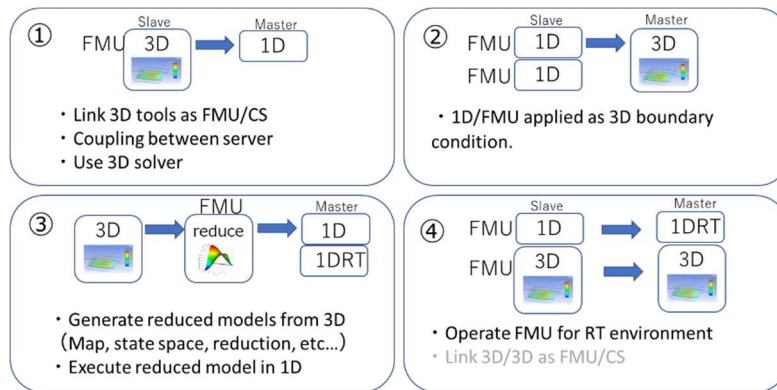 ①
Slave
Master
FMU 3D
1D
・Link 3D tools as FMU/CS
・Coupling between server
・Use 3D solver
②
Slave
Master
FMU 1D
3D
FMU 1D
・1D/FMU applied as 3D boundary
condition.
③
FMU
Master
3D
reduce
1D
1DRT
・Generate reduced models from 3D
（Map, state space, reduction, etc…）
・Execute reduced model in 1D
④
Slave
Master
FMU 1D
1DRT
FMU 3D
3D
・Operate FMU for RT environment
・Link 3D/3D as FMU/CS